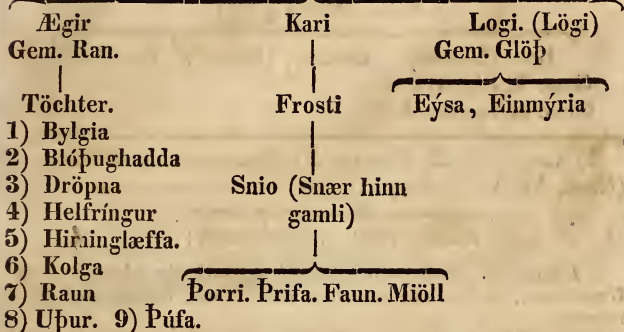 Ægir Kari Logi. (Lögi)
Gem. Ran. Gem. Glöþ
Töchter. Frosti Eýsa, Einmýria
1) Bylgia
2) Blóþughadda
3) Dröpna Snio (Snær hinn
4) Helfríngur gamli)
5) Himinglæffa.
6) Kolga
7) Raun Þorri. Þrifa. Faun. Miöll
8) Uþur. 9) Þúfa.